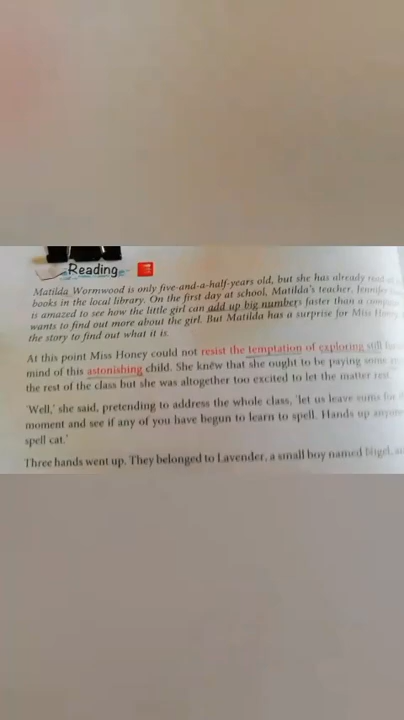 Reading
Matilda Wormwood is only five-and-a-half-years old, but she has already read
books in the local library. On the first day at school, Matilda's teacher, Jennifer
is amazed to see how the little girl can add up big numbers faster than a
wants to find out more about the girl. But Matilda has a surprise for Miss Honey
the story to find out what it is.
At this point Miss Honey could not resist the temptation of exploring still
mind of this astonishing child. She knew that she ought to be paying some
the rest of the class but she was altogether too excited to let the matter rest.
'Well,' she said, pretending to address the whole class, 'let us leave sums for
moment and see if any of you have begun to learn to spell. Hands up anyone
spell cat.'
Three hands went up. They belonged to Lavender, a small boy named Nigel,